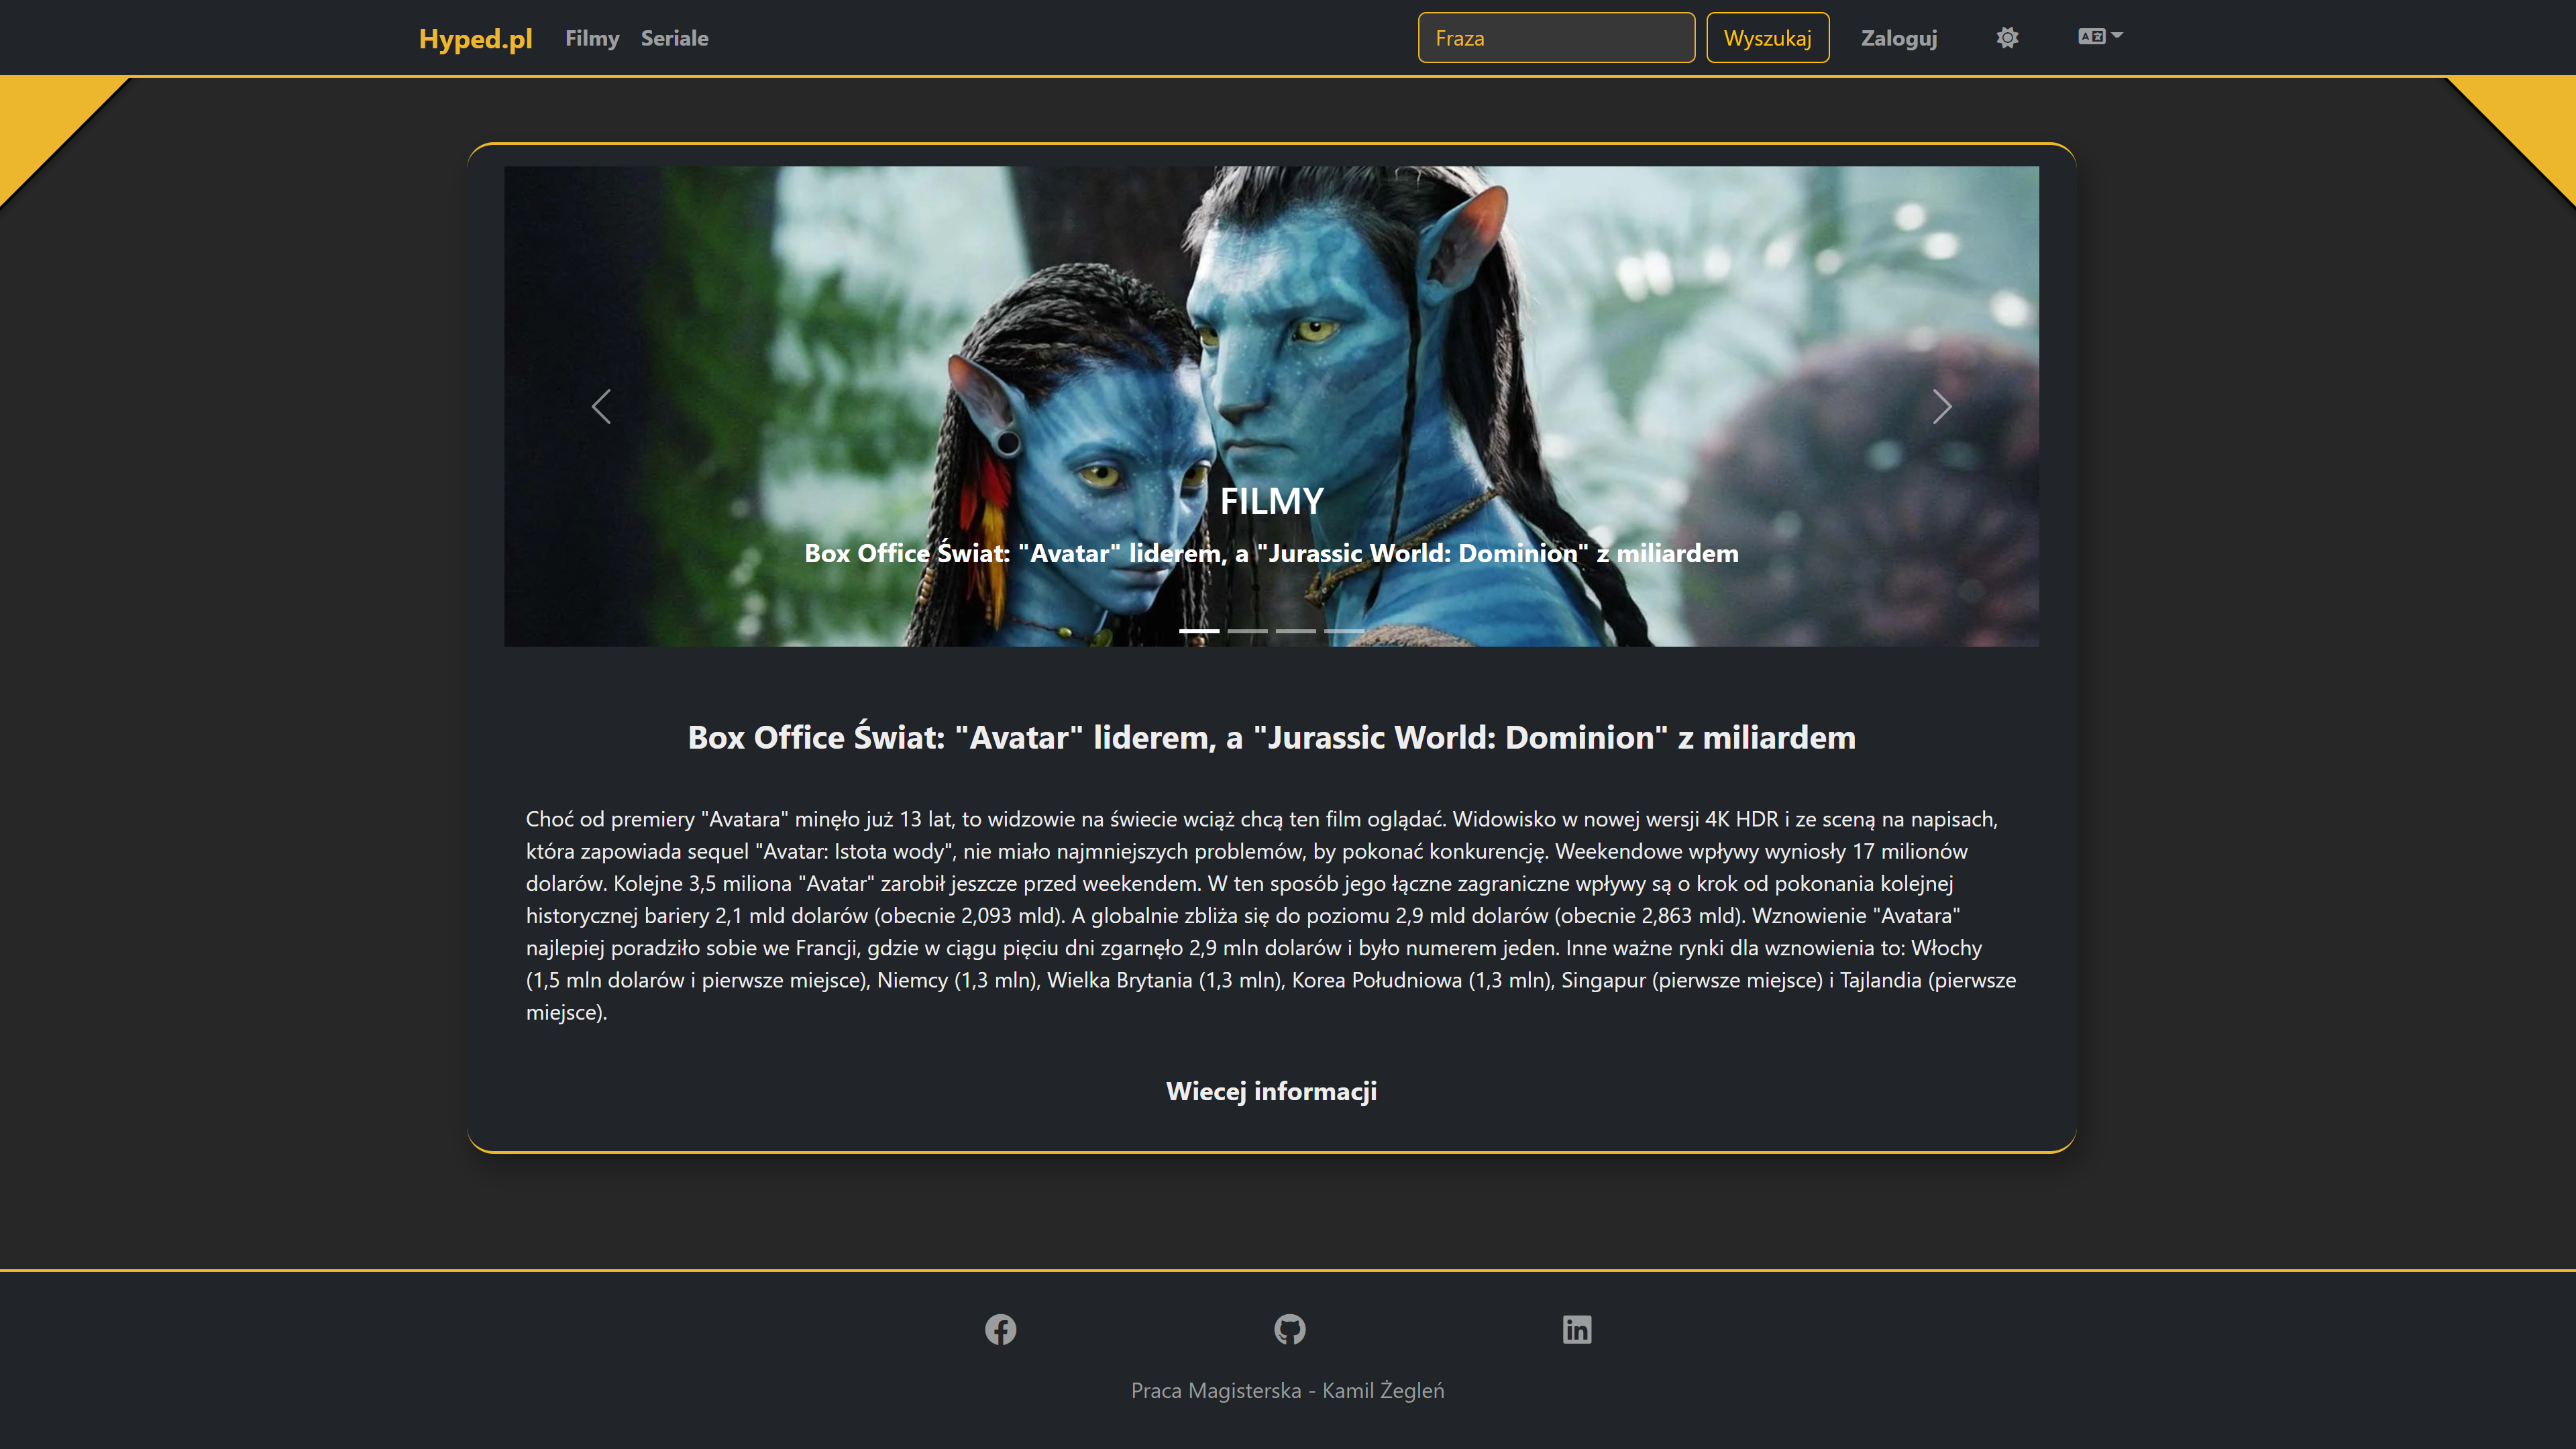 Hyped.pl Filmy Seriale Fraza Wyszukaj Zaloguj
FILMY
Box Office Świat: "Avatar" liderem, a "Jurassic World: Dominion" z miliardem
Box Office Świat: "Avatar" liderem, a "Jurassic World: Dominion" z miliardem
Choć od premiery "Avatara" minęło już 13 lat, to widzowie na świecie wciąż chcą ten film oglądać. Widowisko w nowej wersji 4K HDR i ze sceną na napisach,
która zapowiada sequel "Avatar: Istota wody", nie miało najmniejszych problemów, by pokonać konkurencję. Weekendowe wpływy wyniosły 17 milionów
dolarów. Kolejne 3,5 miliona "Avatar" zarobił jeszcze przed weekendem. W ten sposób jego łączne zagraniczne wpływy są o krok od pokonania kolejnej
historycznej bariery 2,1 mld dolarów (obecnie 2,093 mld). A globalnie zbliża się do poziomu 2,9 mld dolarów (obecnie 2,863 mld). Wznowienie "Avatara"
najlepiej poradziło sobie we Francji, gdzie w ciągu pięciu dni zgarnęło 2,9 mln dolarów i było numerem jeden. Inne ważne rynki dla wznowienia to: Włochy
(1,5 mln dolarów i pierwsze miejsce), Niemcy (1,3 mln), Wielka Brytania (1,3 mln), Korea Południowa (1,3 mln), Singapur (pierwsze miejsce) i Tajlandia (pierwsze
miejsce).
Wiecej informacji
Praca Magisterska - Kamil Żegleń